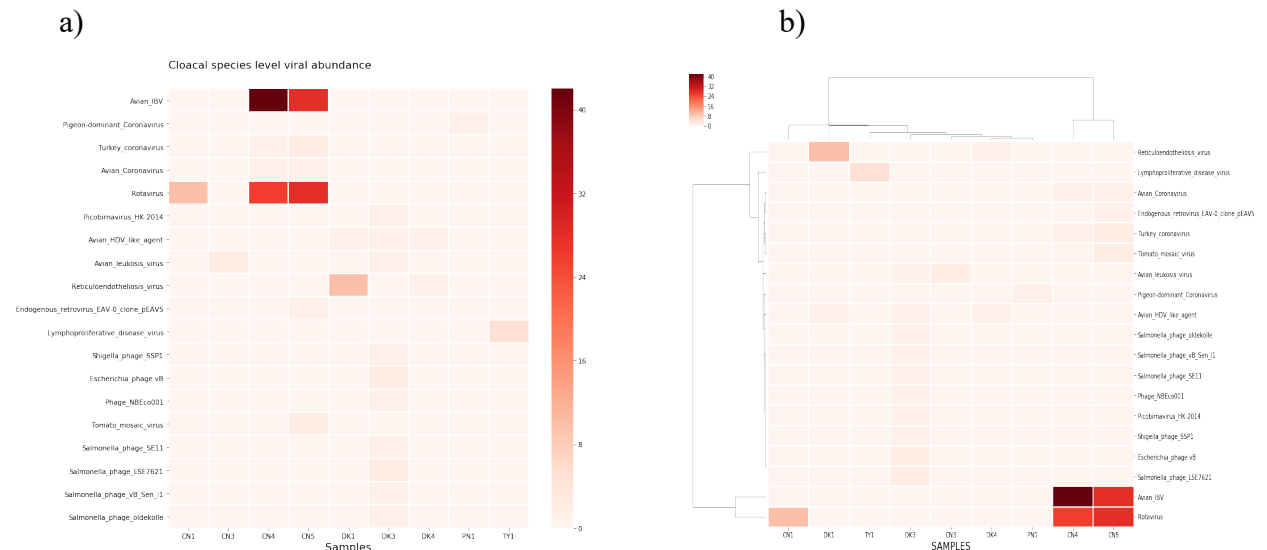 a)
b)
Cloacal species level viral abundance
Avian_IBV
Pigeon-dominant_Coronavirus
Turkey_coronavirus
Avian_Coronavirus
Rotavirus
Picobirnavirus_HK-2014
Avian_HDV_like_agent
Avian_leukosis_virus
Reticuloendotheliosis_virus
Endogenous_retrovirus_EAV-0_clone_pEAV5
Lymphoproliferative_disease_virus
Shigella_phage_SSP1
Escherichia_phage vB
Phage_NBEco001
Tomato_mosaic_virus
Salmonella_phage_SE11
Salmonella_phage_LSE7621
Salmonella_phage_vB_Sen_I1
Salmonella_phage_oldekolle
CN1 CN3 CN4 CN5 DK1 DK3 DK4 PN1 TY1
Samples
40
32
24
16
8
0
40
32
24
16
8
0
Reticuloendotheliosis_virus
Lymphoproliferative_disease_virus
Avian_Coronavirus
Endogenous_retrovirus_EAV-0_clone_pEAV5
Turkey_coronavirus
Tomato_mosaic_virus
Avian_leukosis_virus
Pigeon-dominant_Coronavirus
Avian_HDV_like_agent
Salmonella_phage_oldekolle
Salmonella_phage_vB_Sen_I1
Salmonella_phage_SE11
Phage_NBEco001
Picobirnavirus_HK-2014
Shigella_phage_SSP1
Escherichia_phage vB
Salmonella_phage_LSE7621
Avian_IBV
Rotavirus
CN1 DK1 TY1 DK3 CN3 DK4 PN1 CN4 CN5
SAMPLES